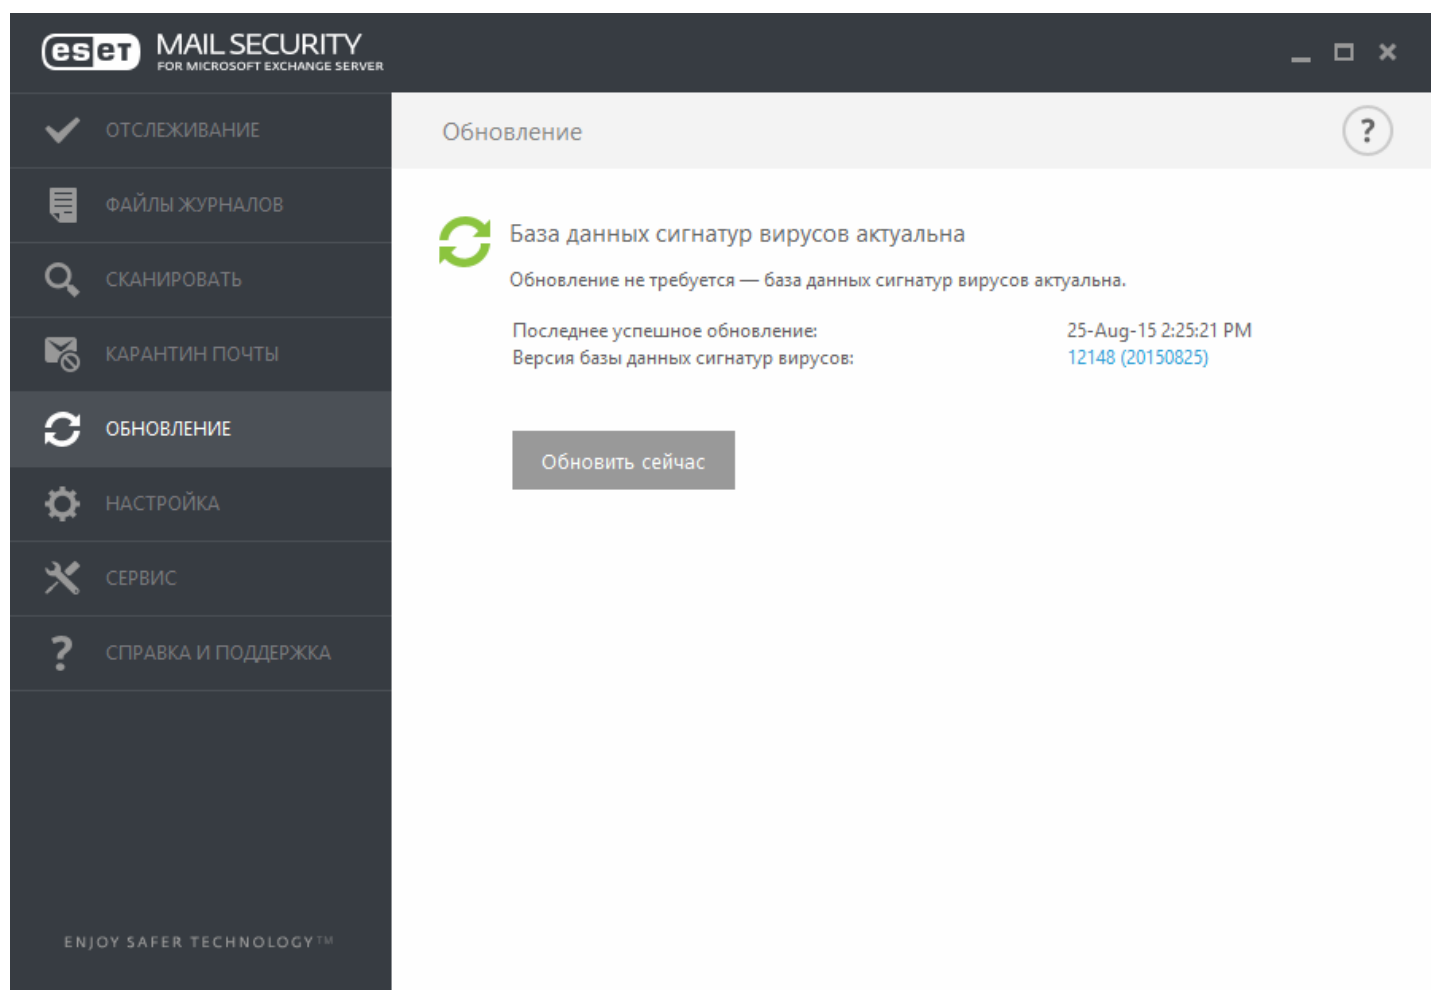 eset MAIL SECURITY
FOR MICROSOFT EXCHANGE SERVER
ОТСЛЕЖИВАНИЕ
ФАЙЛЫ ЖУРНАЛОВ
СКАНИРОВАТЬ
КАРАНТИН ПОЧТЫ
ОБНОВЛЕНИЕ
НАСТРОЙКА
СЕРВИС
? СПРАВКА И ПОДДЕРЖКА
ENJOY SAFER TECHNOLOGY™
Обновление ?
База данных сигнатур вирусов актуальна
Обновление не требуется — база данных сигнатур вирусов актуальна.
Последнее успешное обновление: 25-Aug-15 2:25:21 PM
Версия базы данных сигнатур вирусов: 12148 (20150825)
Обновить сейчас